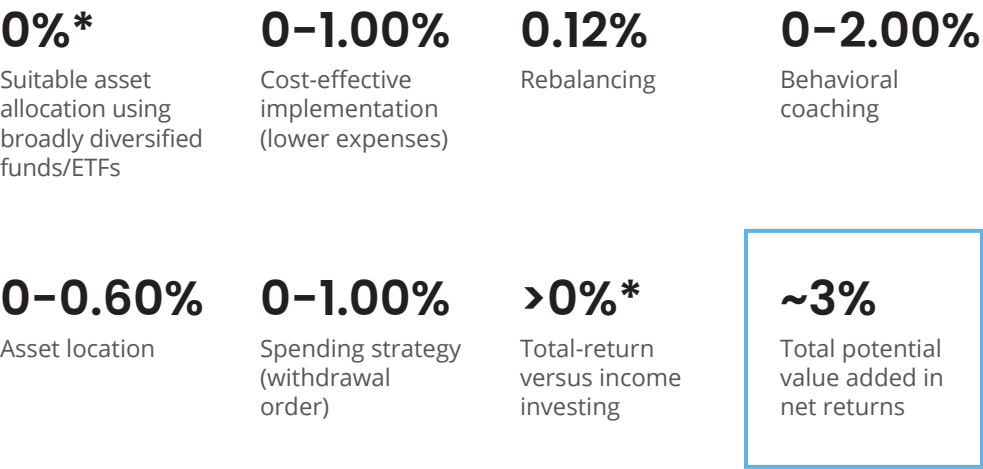 0%*
Suitable asset
allocation using
broadly diversified
funds/ETFs
0–1.00%
Cost-effective
implementation
(lower expenses)
0.12%
Rebalancing
0–2.00%
Behavioral
coaching
0–0.60%
Asset location
0–1.00%
Spending strategy
(withdrawal
order)
>0%*
Total-return
versus income
investing
~3%
Total potential
value added in
net returns